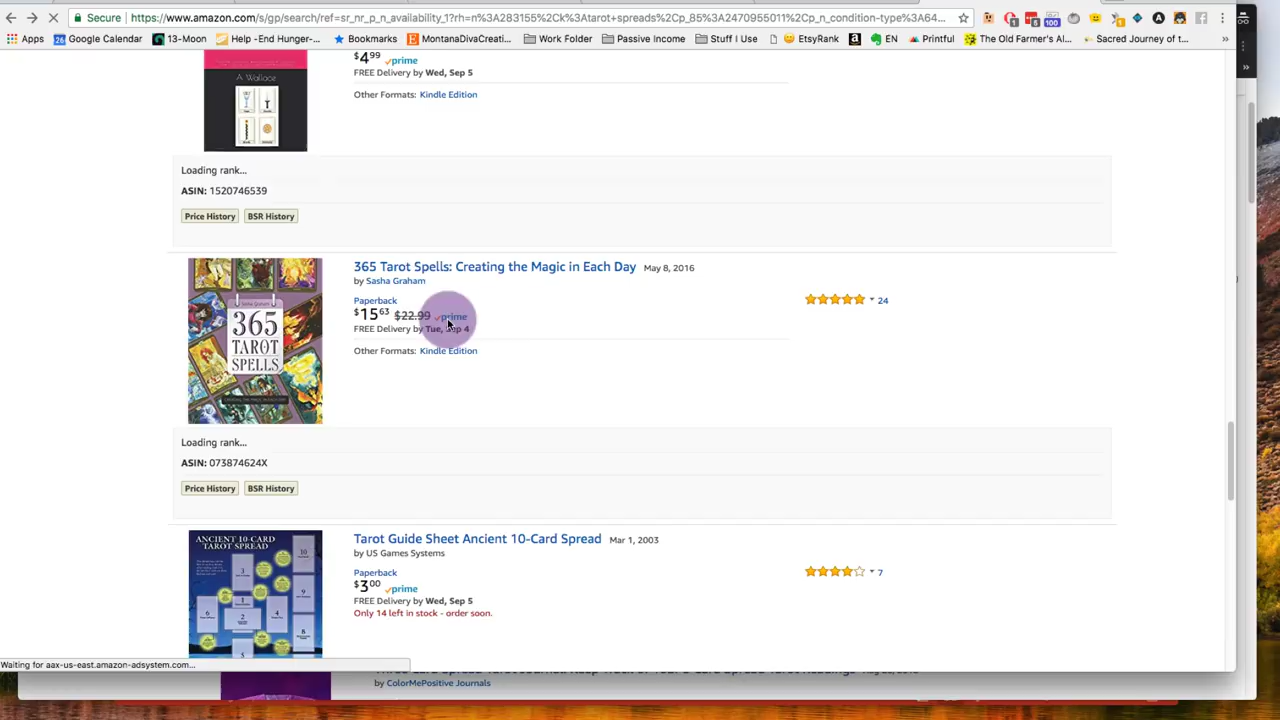 Secure https://www.amazon.com/s/gp/search/ref=sr_nr_p_n_availability_1?rh=n%3A283155%2Ck%3Atarot+spreads%2Cp_85%3A2470955011%2Cp_n_condition-type%3A64...
Apps Google Calendar 13-Moon Help -End Hunger-... Bookmarks MontanaDivaCreati... Work Folder Passive income Stuff I Use EtsyRank EN Printful The Old Farmer's Al... Sacred Journey of t... »
A Wallace
$4.99 prime
FREE Delivery by Wed, Sep 5
Other Formats: Kindle Edition
Loading rank...
ASIN: 1520746539
Price History BSR History
365 TAROT SPELLS
Sasha Graham
365 Tarot Spells: Creating the Magic in Each Day May 8, 2016
by Sasha Graham
Paperback
$15.63 $22.99 prime
24
FREE Delivery by Tue, Sep 4
Other Formats: Kindle Edition
Loading rank...
ASIN: 073874624X
Price History BSR History
ANCIENT 10-CARD
TAROT SPREAD
Tarot Guide Sheet Ancient 10-Card Spread Mar 1, 2003
by US Games Systems
Paperback
$3.00 prime
7
FREE Delivery by Wed, Sep 5
Only 14 left in stock - order soon.
Waiting for aax-us-east.amazon-adsystem.com...
by ColorMePositive Journals